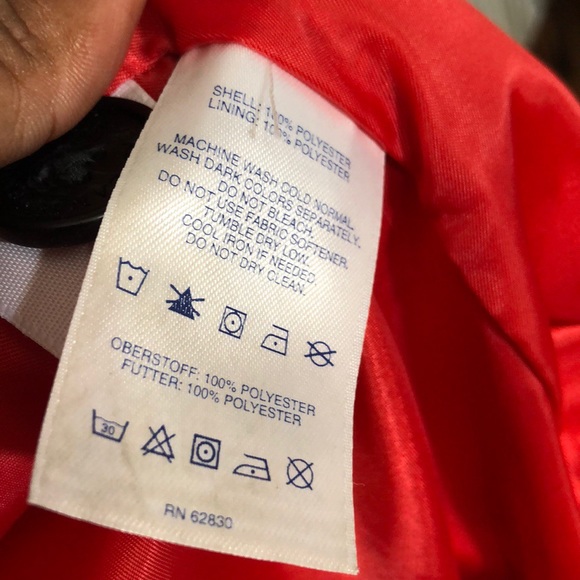 SHELL: 100% POLYESTER
LINING: 100% POLYESTER
MACHINE WASH COLD NORMAL.
WASH DARK COLORS SEPARATELY.
DO NOT BLEACH.
DO NOT USE FABRIC SOFTENER.
TUMBLE DRY LOW.
COOL IRON IF NEEDED.
DO NOT DRY CLEAN.
OBERSTOFF: 100% POLYESTER
FUTTER: 100% POLYESTER
30
RN 62830